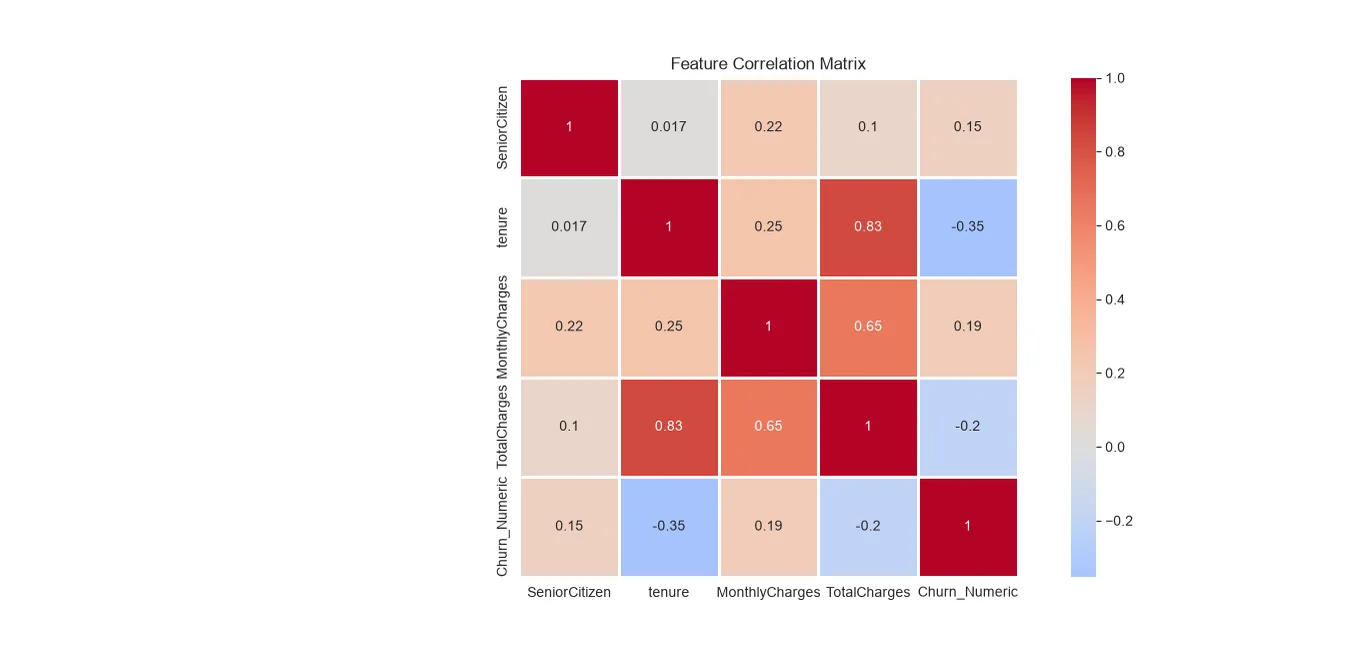 Feature Correlation Matrix
SeniorCitizen 1 0.017 0.22 0.1 0.15
tenure 0.017 1 0.25 0.83 -0.35
MonthlyCharges 0.22 0.25 1 0.65 0.19
TotalCharges 0.1 0.83 0.65 1 -0.2
Churn_Numeric 0.15 -0.35 0.19 -0.2 1
SeniorCitizen tenure MonthlyCharges TotalCharges Churn_Numeric
1.0
0.8
0.6
0.4
0.2
0.0
−0.2